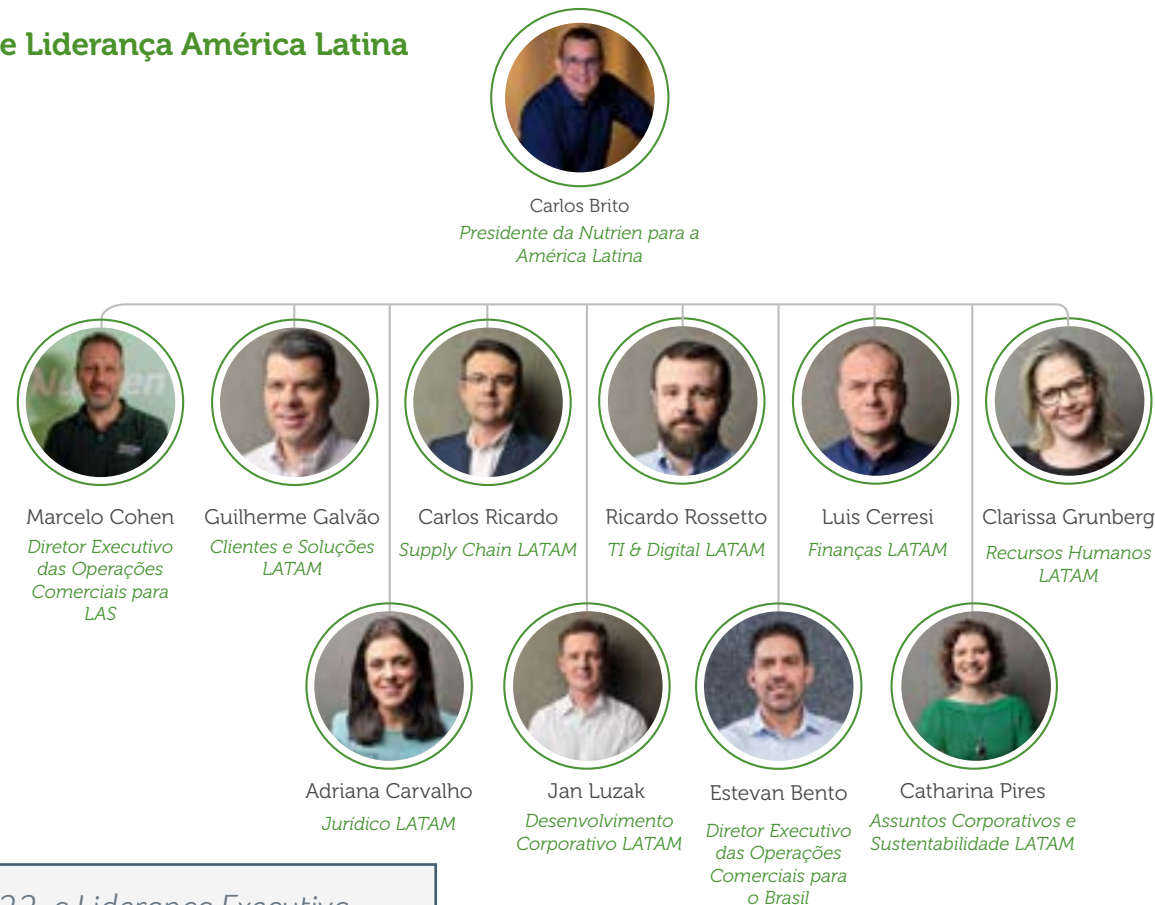 e Liderança América Latina
Carlos Brito
Presidente da Nutrien para a
América Latina
Marcelo Cohen
Diretor Executivo
das Operações
Comerciais para
LAS
Guilherme Galvão
Clientes e Soluções
LATAM
Carlos Ricardo
Supply Chain LATAM
Ricardo Rossetto
TI & Digital LATAM
Luis Cerresi
Finanças LATAM
Clarissa Grunberg
Recursos Humanos
LATAM
Adriana Carvalho
Jurídico LATAM
Jan Luzak
Desenvolvimento
Corporativo LATAM
Estevan Bento
Diretor Executivo
das Operações
Comerciais para
o Brasil
Catharina Pires
Assuntos Corporativos e
Sustentabilidade LATAM